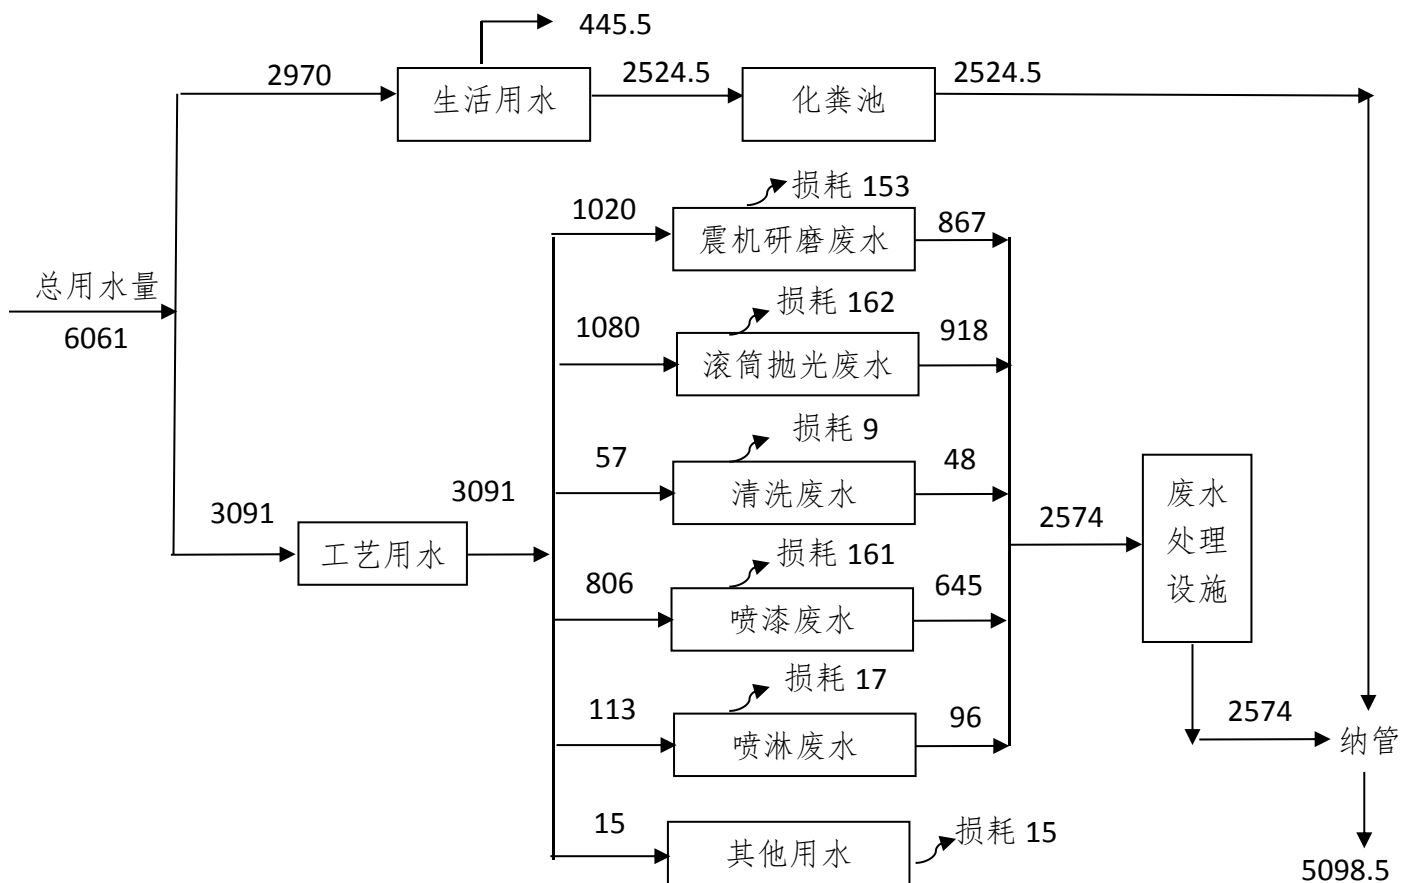 445.5
2970
生活用水
2524.5
化粪池
2524.5
损耗 153
1020
震机研磨废水
867
总用水量
6061
损耗 162
1080
滚筒抛光废水
918
损耗 9
57
清洗废水
48
3091
工艺用水
3091
2574
废水
处理
设施
损耗 161
806
喷漆废水
645
损耗 17
113
喷淋废水
96
2574
纳管
15
其他用水
损耗 15
5098.5